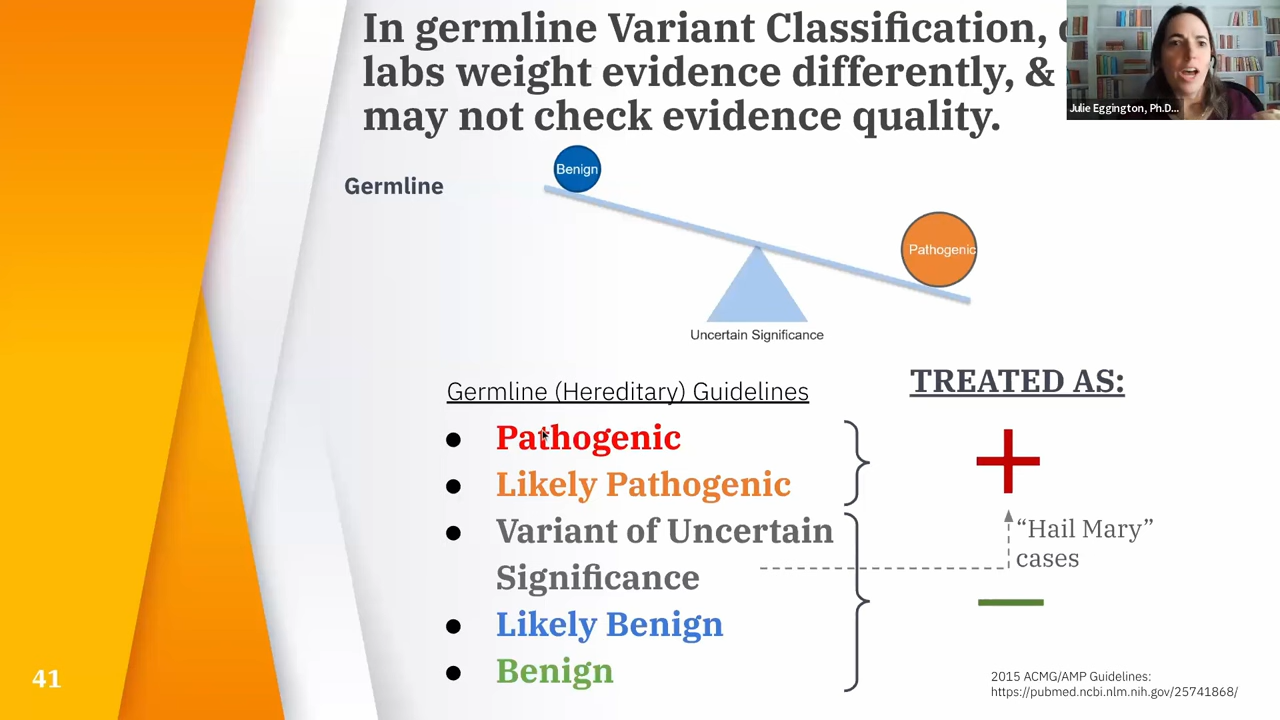 In germline Variant Classification,
labs weight evidence differently, &
may not check evidence quality.
Julie Eggington, Ph.D...
Germline
Benign
Pathogenic
Uncertain Significance
Germline (Hereditary) Guidelines
TREATED AS:
● Pathogenic
● Likely Pathogenic
● Variant of Uncertain
Significance
● Likely Benign
● Benign
+
“Hail Mary”
cases
—
41
2015 ACMG/AMP Guidelines:
https://pubmed.ncbi.nlm.nih.gov/25741868/